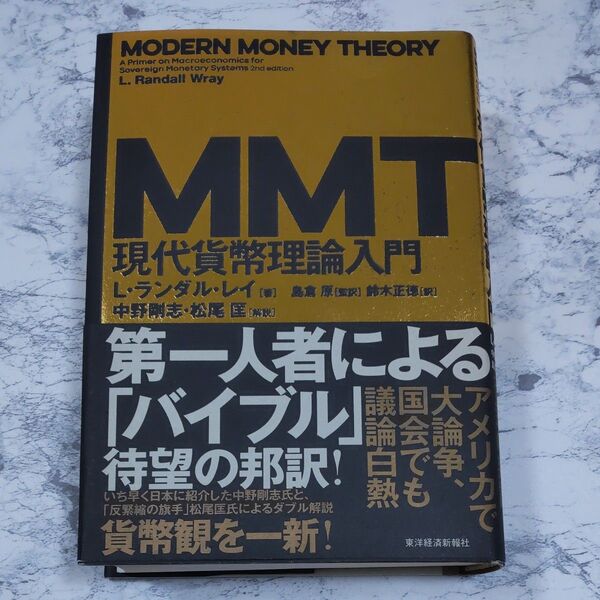 MODERN MONEY THEORY
A Primer on Macroeconomics for
Sovereign Monetary Systems 2nd edition
L. Randall Wray
MMT
現代貨幣理論入門
L・ランダル・レイ[著] 島倉 原[監訳] 鈴木正徳[訳]
中野剛志・松尾 匡[解説]
第一人者による
「バイブル」
待望の邦訳!
アメリカで
大論争、
国会でも
議論白熱
いち早く日本に紹介した中野剛志氏と、
「反緊縮の旗手」松尾匡氏によるダブル解説
貨幣観を一新!
東洋経済新報社